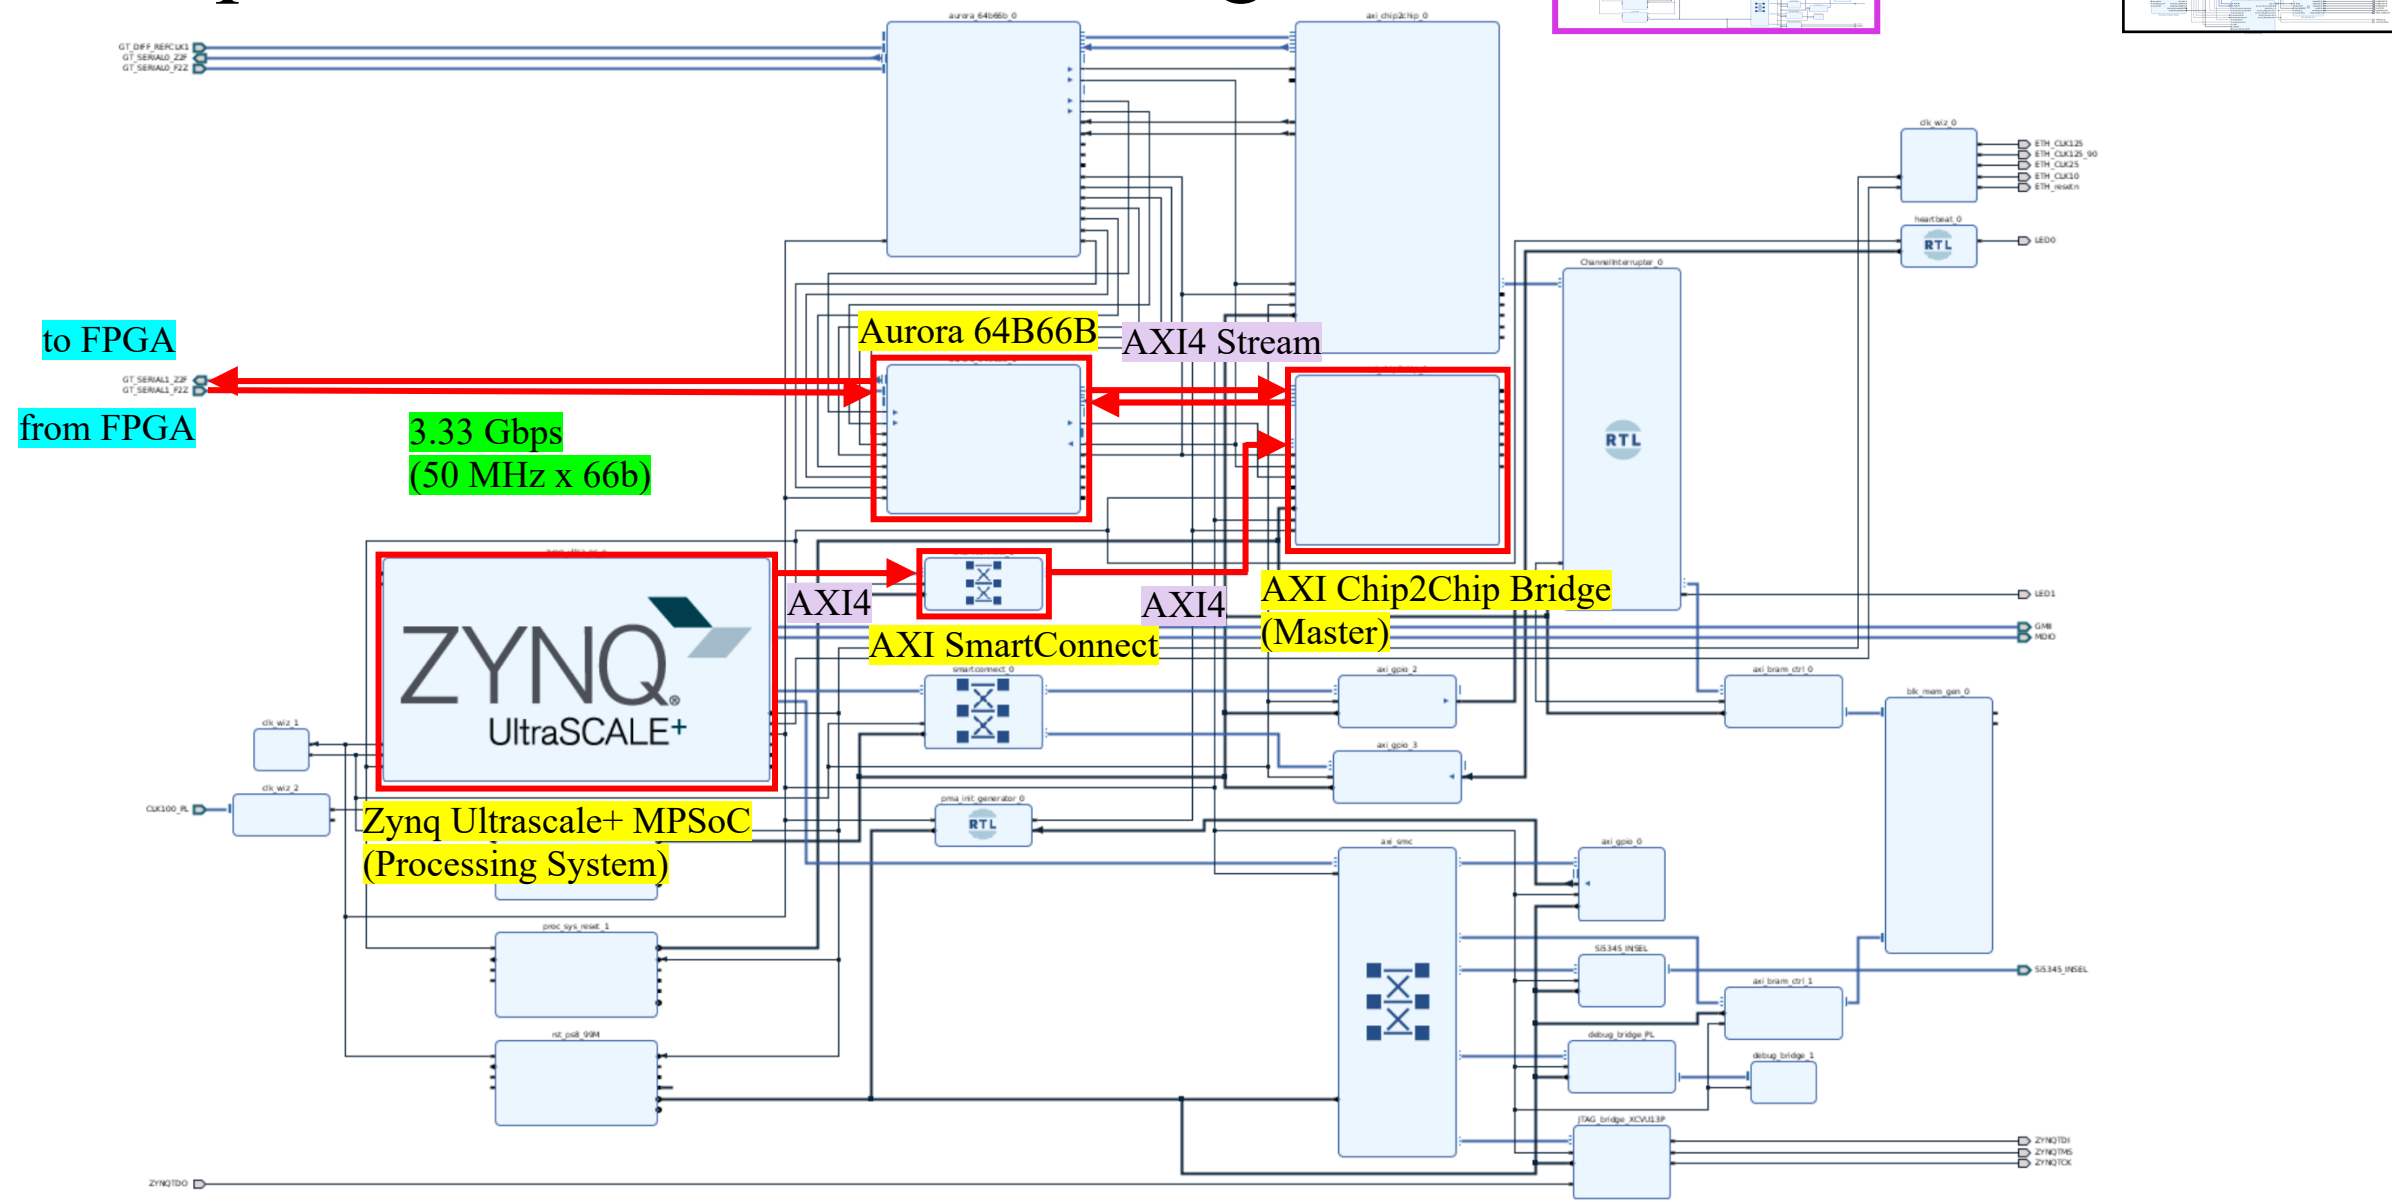 aurora_64b66b_0
axi_chip2chip_0
GT_DIFF_REFCLK1
GT_SERIAL0_Z2F
GT_SERIAL0_F2Z
clk_wiz_0
ETH_CLK125
ETH_CLK125_90
ETH_CLK25
ETH_CLK10
ETH_resetn
heartbeat_0
RTL
LED0
ChannelInterrupter_0
RTL
to FPGA
Aurora 64B66B
AXI4 Stream
GT_SERIAL1_Z2F
GT_SERIAL1_F2Z
from FPGA
3.33 Gbps
(50 MHz x 66b)
AXI4
AXI4
AXI Chip2Chip Bridge
(Master)
LED1
GMII
MDIO
AXI SmartConnect
ZYNQ®
UltraSCALE+
smartconnect_0
axi_gpio_2
axi_bram_ctrl_0
blk_mem_gen_0
clk_wiz_1
axi_gpio_3
clk_wiz_2
CLK100_PL
pma_init_generator_0
RTL
Zynq Ultrascale+ MPSoC
(Processing System)
axi_smc
axi_gpio_0
proc_sys_reset_1
SI5345_INSEL
SI5345_INSEL
axi_bram_ctrl_1
rst_ps8_99M
debug_bridge_PL
debug_bridge_1
JTAG_bridge_XCVU13P
ZYNQTDI
ZYNQTMS
ZYNQTCK
ZYNQTDO